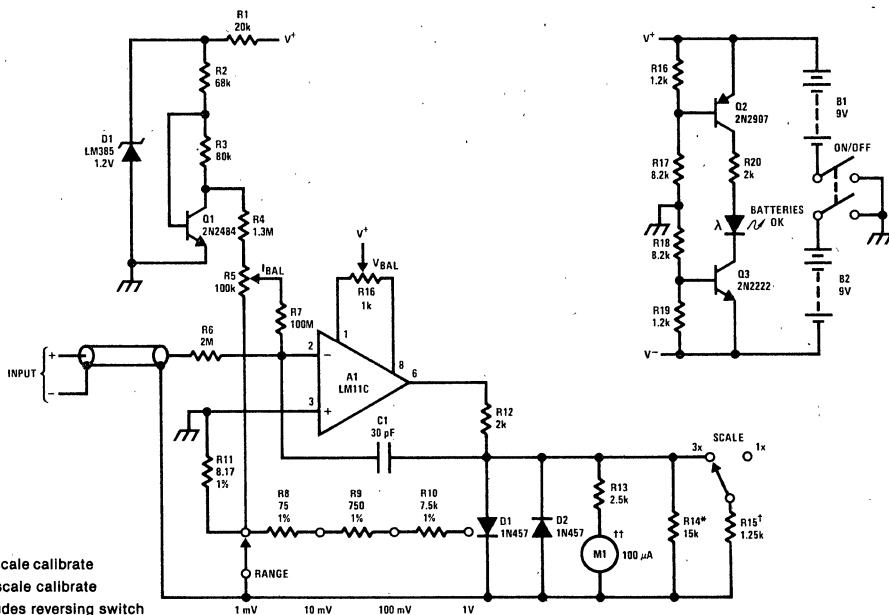 R1
20k
V+
R2
68k
D1
LM385
1.2V
R3
80k
Q1
2N2484
R4
1.3M
R5
100k
IBAL
R7
100M
V+
VBAL
R16
1k
1
8
2
−
3
+
6
A1
LM11C
R6
2M
INPUT
+
−
C1
30 pF
R12
2k
R11
8.17
1%
R8
75
1%
R9
750
1%
R10
7.5k
1%
D1
1N457
D2
1N457
R13
2.5k
M1
††
100 μA
R14*
15k
R15†
1.25k
3x
SCALE
1x
RANGE
1 mV
10 mV
100 mV
1V
V+
R16
1.2k
Q2
2N2907
R17
8.2k
R20
2k
λ
BATTERIES
OK
R18
8.2k
Q3
2N2222
R19
1.2k
V−
B1
9V
ON/OFF
B2
9V
scale calibrate
scale calibrate
udes reversing switch